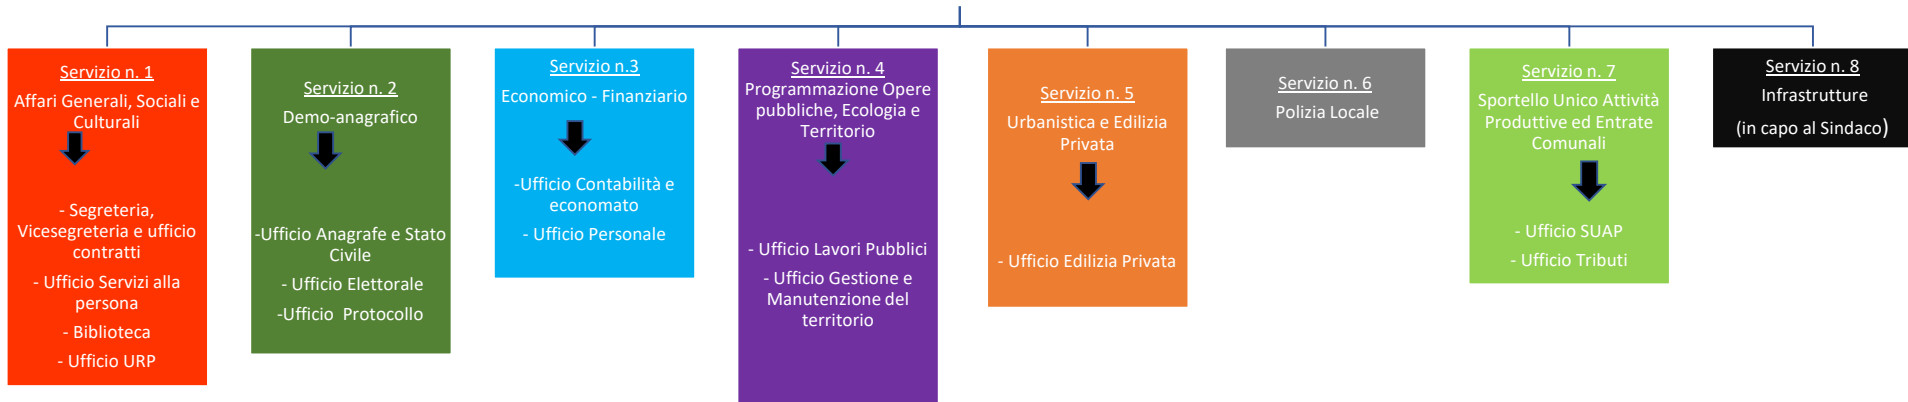 Servizio n. 1
Affari Generali, Sociali e
Culturali
- Segreteria,
Vicesegreteria e ufficio
contratti
- Ufficio Servizi alla
persona
- Biblioteca
- Ufficio URP
Servizio n. 2
Demo-anagrafico
-Ufficio Anagrafe e Stato
Civile
- Ufficio Elettorale
-Ufficio  Protocollo
Servizio n.3
Economico - Finanziario
-Ufficio Contabilità e
economato
- Ufficio Personale
Servizio n. 4
Programmazione Opere
pubbliche, Ecologia e
Territorio
- Ufficio Lavori Pubblici
- Ufficio Gestione e
Manutenzione del
territorio
Servizio n. 5
Urbanistica e Edilizia
Privata
- Ufficio Edilizia Privata
Servizio n. 6
Polizia Locale
Servizio n. 7
Sportello Unico Attività
Produttive ed Entrate
Comunali
- Ufficio SUAP
- Ufficio Tributi
Servizio n. 8
Infrastrutture
(in capo al Sindaco)